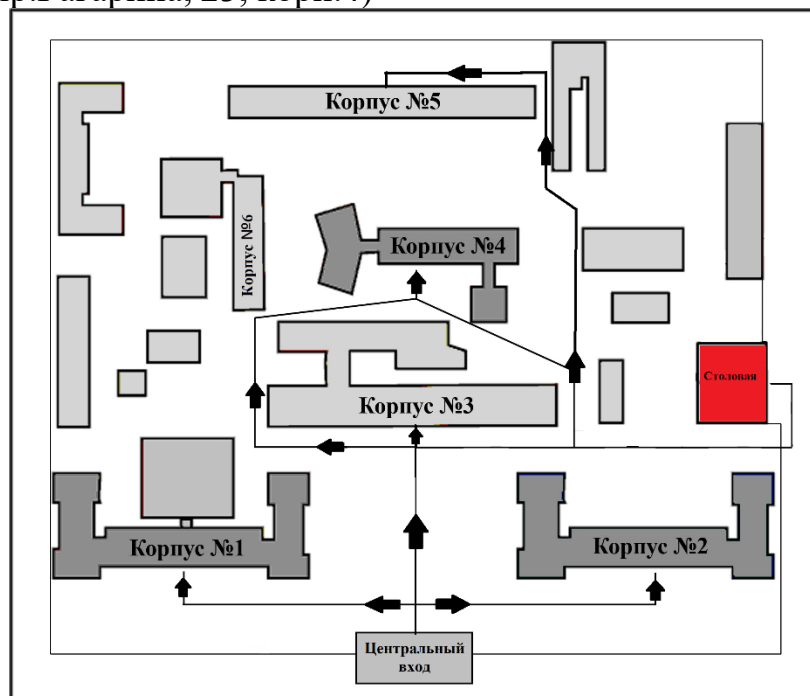 Корпус №5
Корпус №6
Корпус №4
Столовая
Корпус №3
Корпус №1
Корпус №2
Центральный
вход